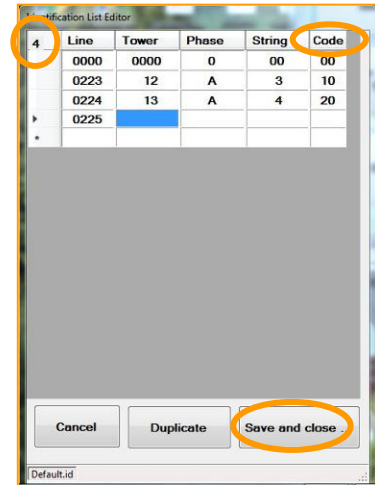 Identification List Editor
4 Line Tower Phase String Code
0000 0000 0 00 00
0223 12 A 3 10
0224 13 A 4 20
0225
*
Cancel Duplicate Save and close ..
Default.id